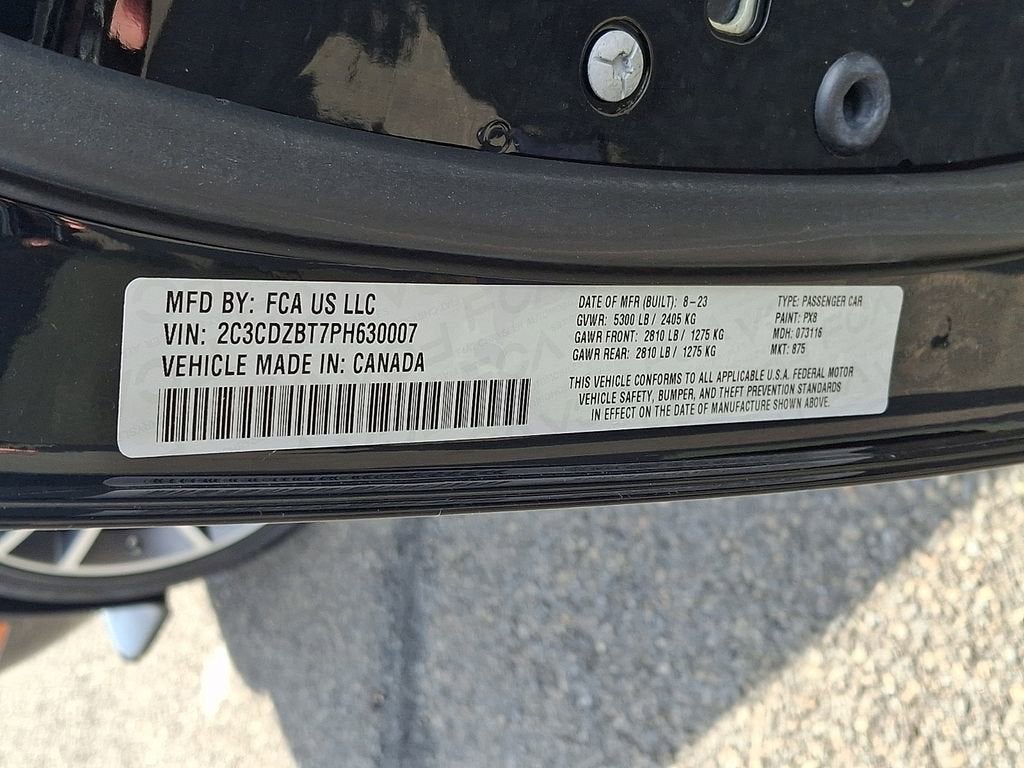 MFD BY: FCA US LLC
VIN: 2C3CDZBT7PH630007
VEHICLE MADE IN: CANADA
DATE OF MFR (BUILT): 8-23
GVWR: 5300 LB / 2405 KG
GAWR FRONT: 2810 LB / 1275 KG
GAWR REAR: 2810 LB / 1275 KG
TYPE: PASSENGER CAR
PAINT: PX8
MDH: 073116
MKT: 875
THIS VEHICLE CONFORMS TO ALL APPLICABLE U.S.A. FEDERAL MOTOR
VEHICLE SAFETY, BUMPER, AND THEFT PREVENTION STANDARDS
IN EFFECT ON THE DATE OF MANUFACTURE SHOWN ABOVE.